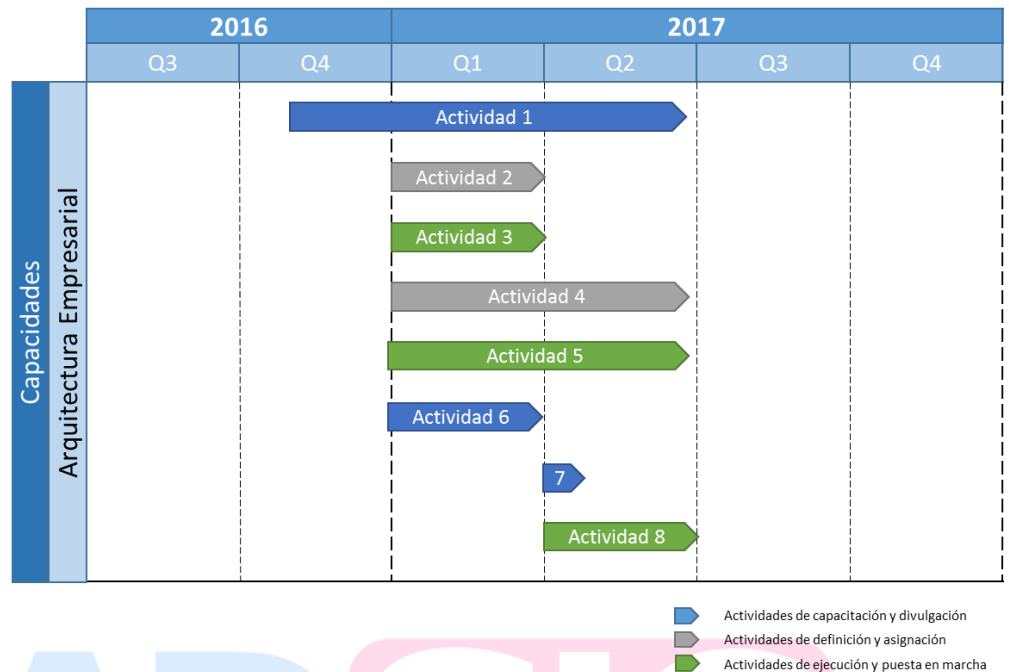 2016 2017
Q3 Q4 Q1 Q2 Q3 Q4
Capacidades
Arquitectura Empresarial
Actividad 1
Actividad 2
Actividad 3
Actividad 4
Actividad 5
Actividad 6
7
Actividad 8
Actividades de capacitación y divulgación
Actividades de definición y asignación
Actividades de ejecución y puesta en marcha